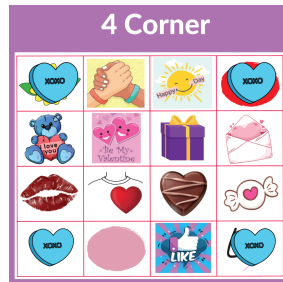 4 Corner
XOXO
Happy Day
XOXO
love
you
-Be My-
Valentine
LIKE
XOXO
XOXO